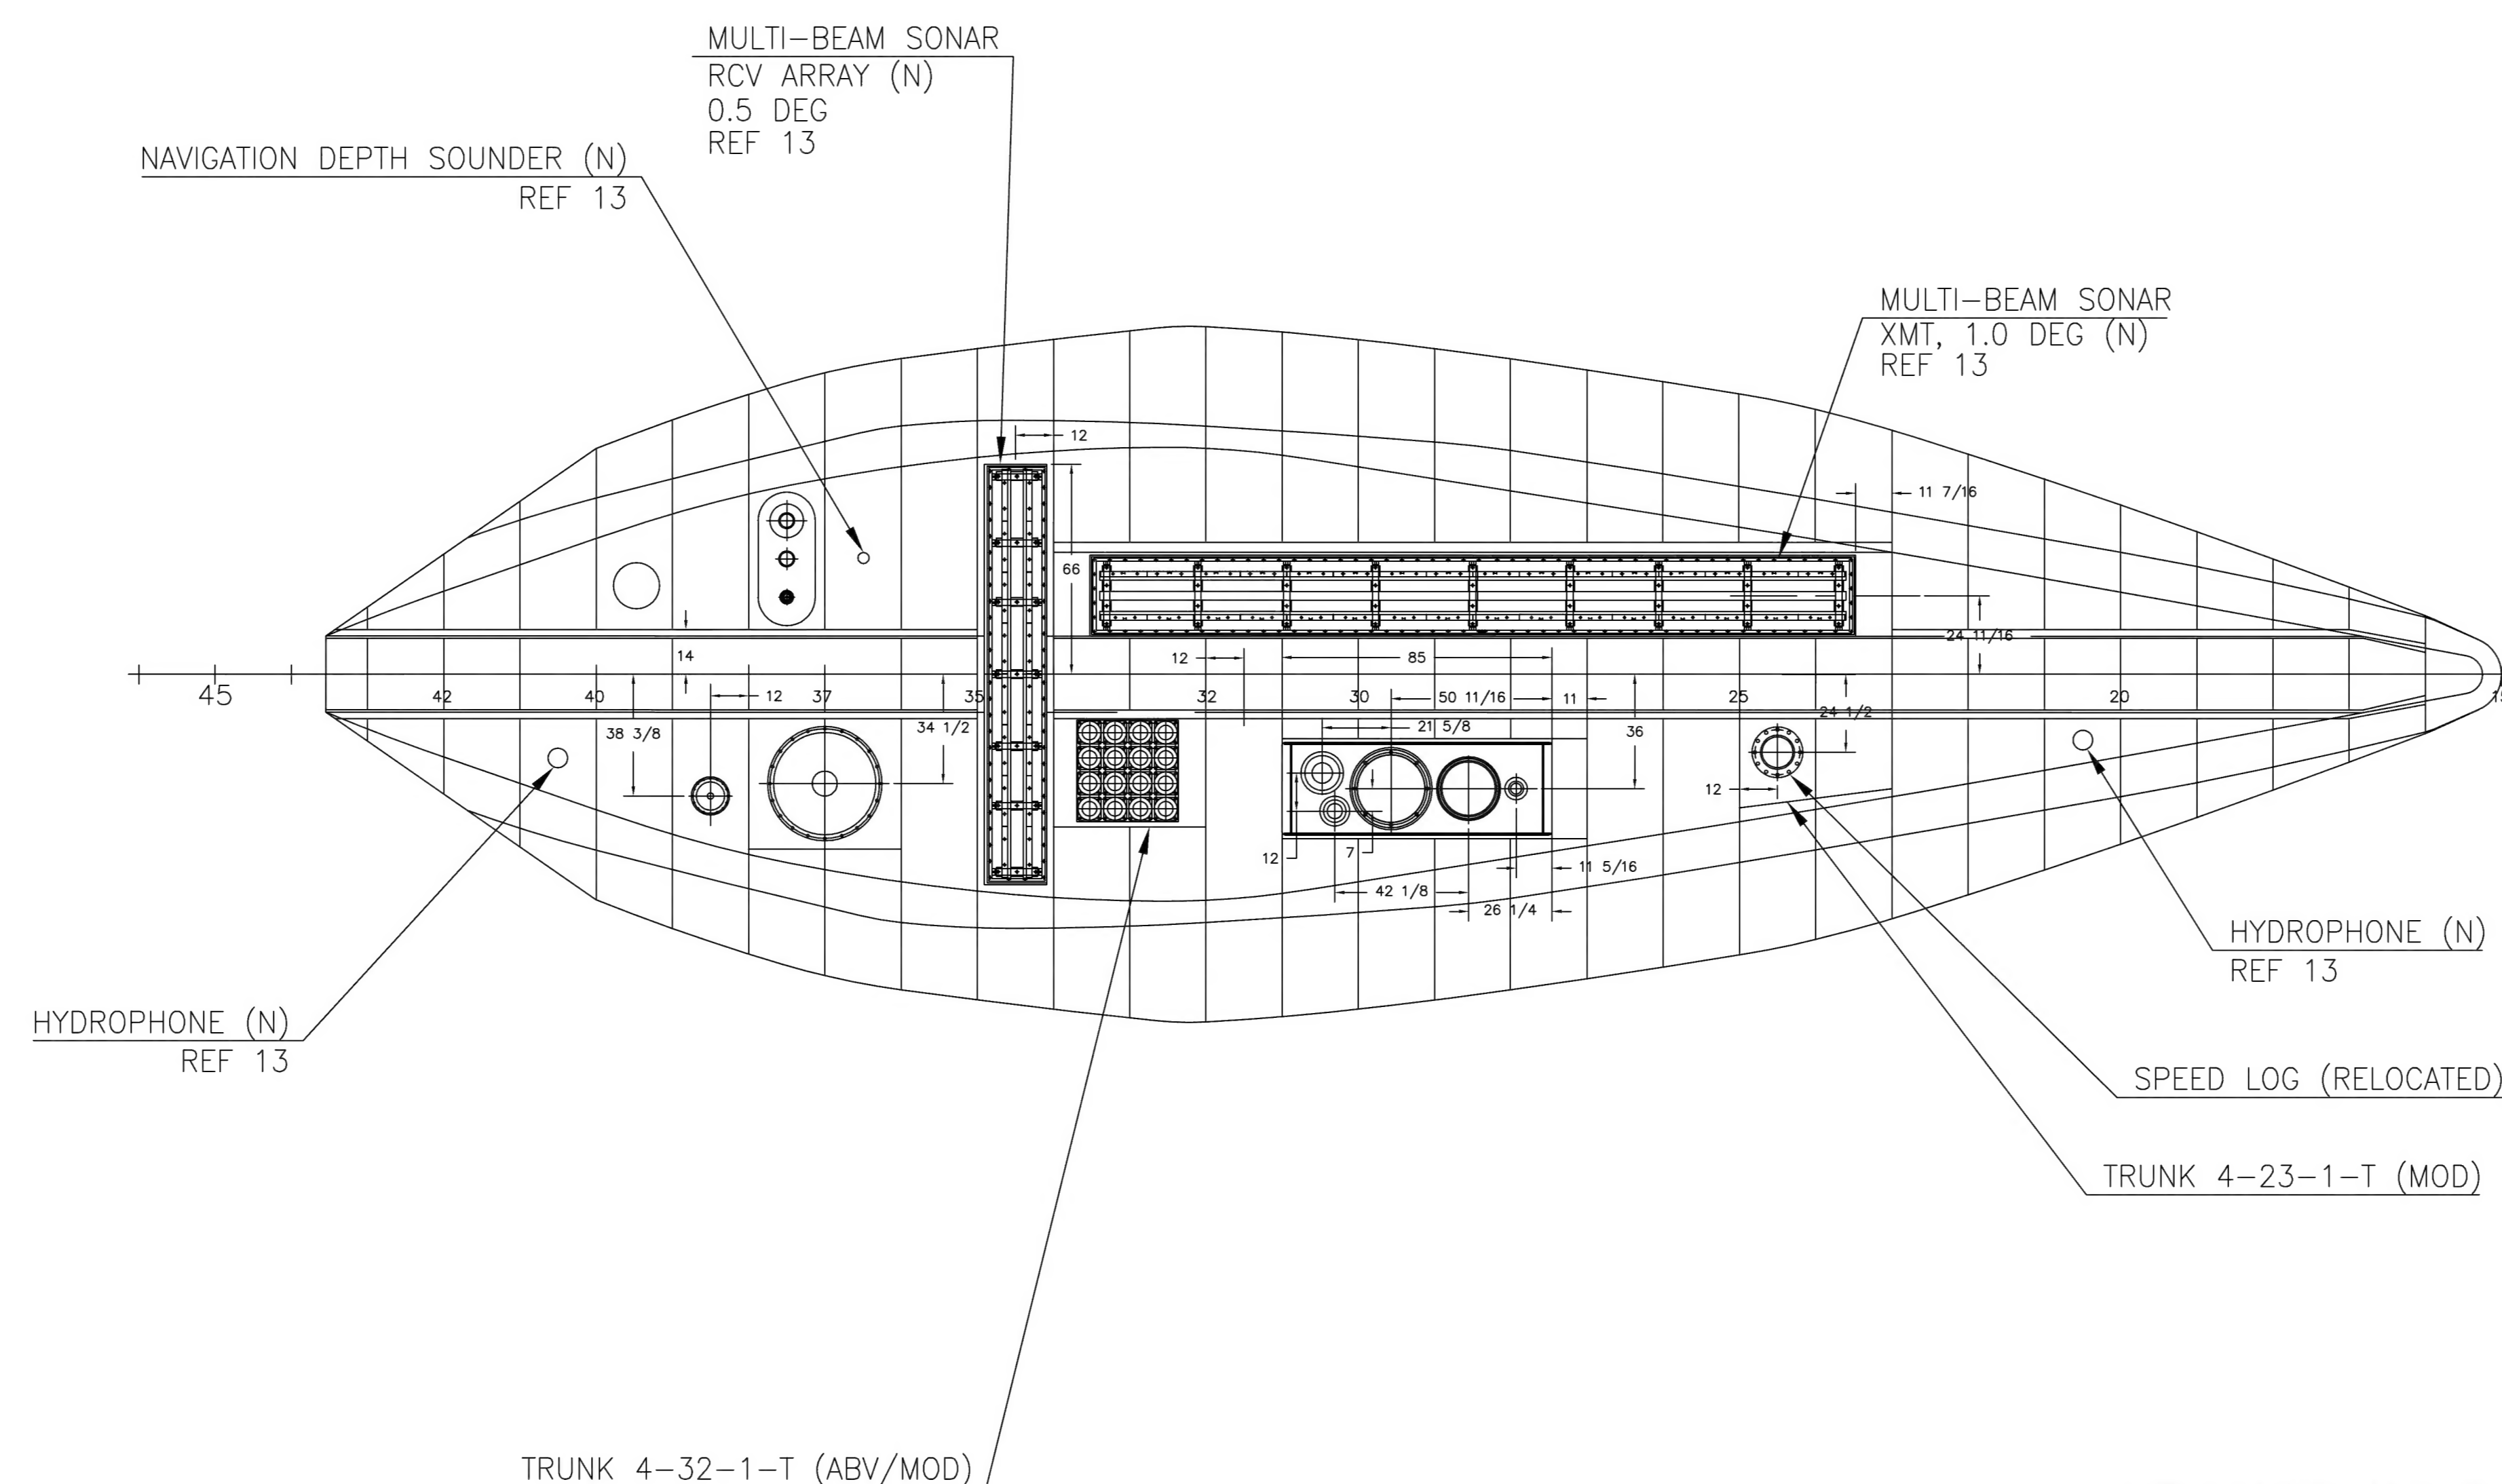 MULTI-BEAM SONAR
RCV ARRAY (N)
0.5 DEG
REF 13
NAVIGATION DEPTH SOUNDER (N)
REF 13
MULTI-BEAM SONAR
XMT, 1.0 DEG (N)
REF 13
12
11 7/16
66
24 11/16
14
12
85
45
42
40
12
37
35
32
30
50 11/16
11
25
20
24 1/2
38 3/8
34 1/2
21 5/8
36
12
12
7
11 5/16
42 1/8
26 1/4
HYDROPHONE (N)
REF 13
HYDROPHONE (N)
REF 13
SPEED LOG (RELOCATED)
TRUNK 4-23-1-T (MOD)
TRUNK 4-32-1-T (ABV/MOD)